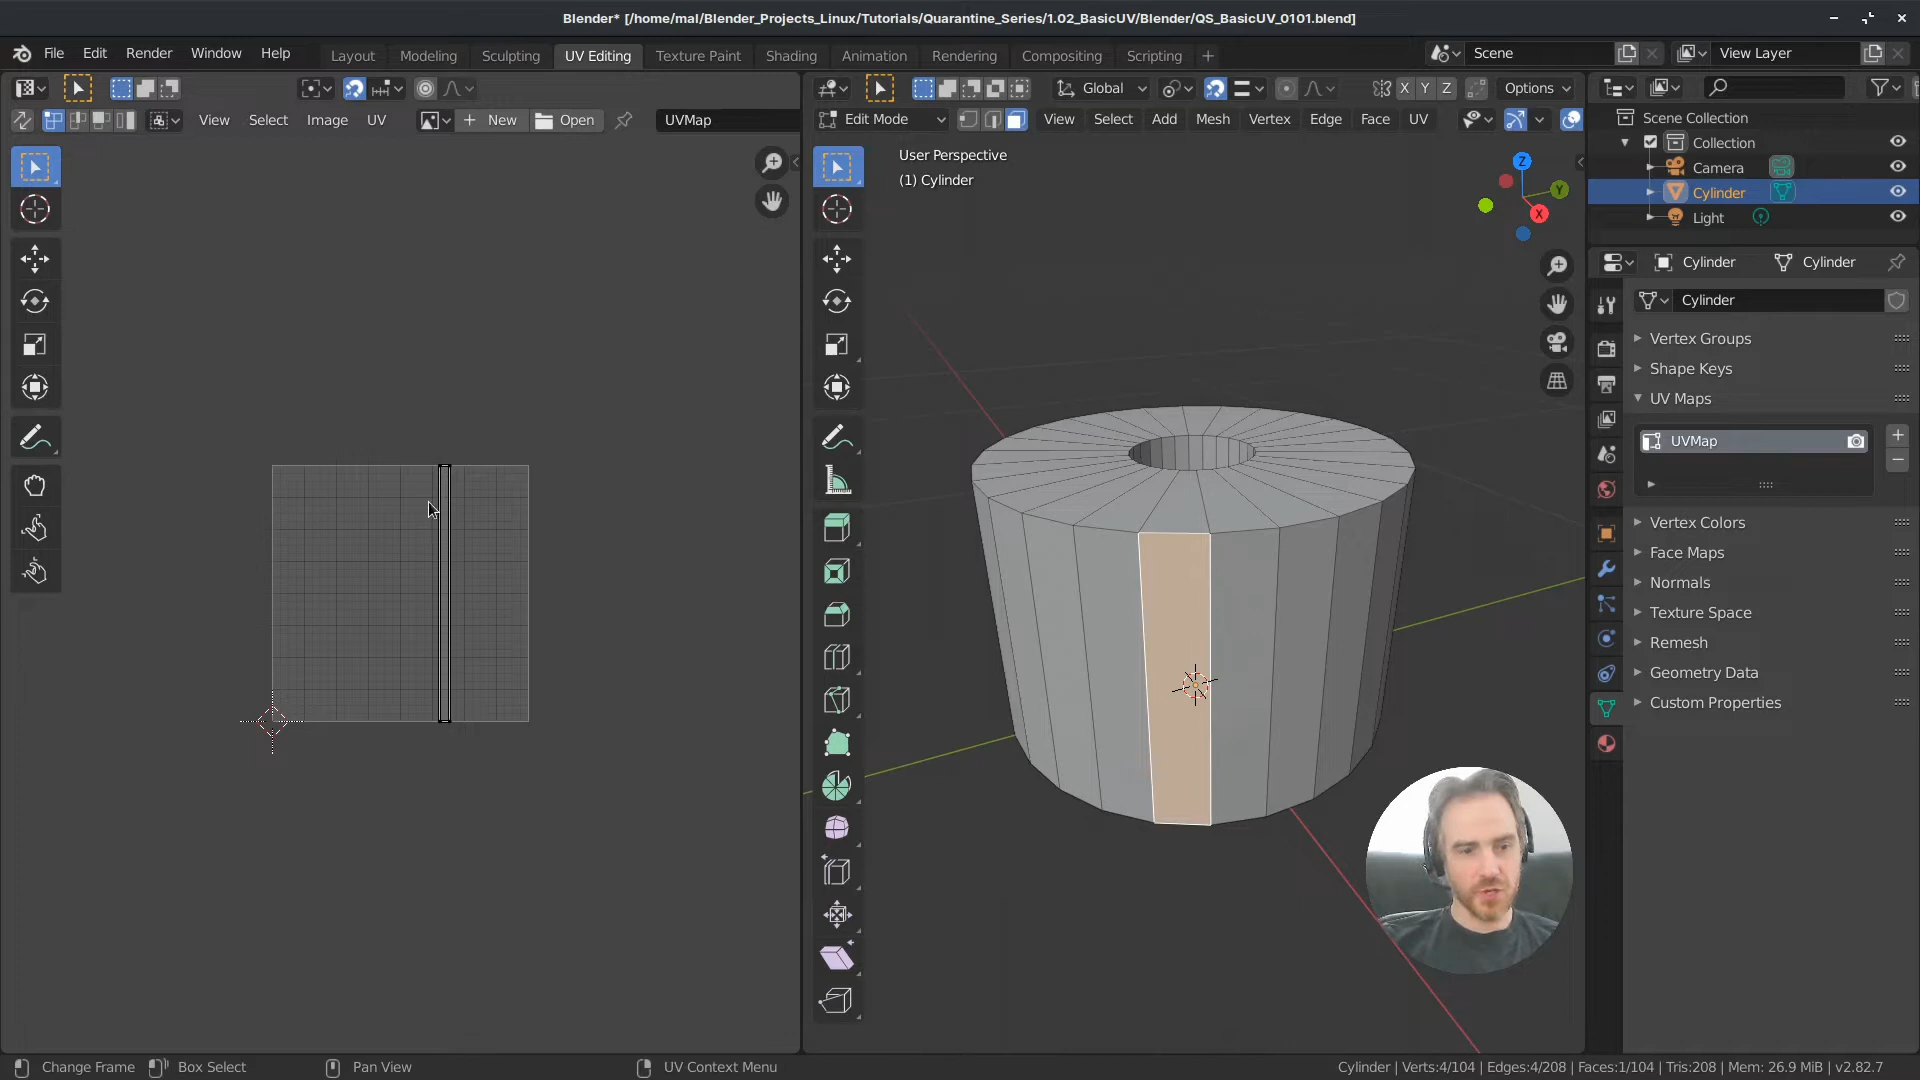 Blender* [/home/mal/Blender_Projects_Linux/Tutorials/Quarantine_Series/1.02_BasicUV/Blender/QS_BasicUV_0101.blend]
File Edit Render Window Help Layout Modeling Sculpting UV Editing Texture Paint Shading Animation Rendering Compositing Scripting + Scene View Layer
Global X Y Z Options
View Select Image UV + New Open UVMap Edit Mode View Select Add Mesh Vertex Edge Face UV
Scene Collection
Collection
Camera
Cylinder
Light
User Perspective
(1) Cylinder
Z
Y
X
Cylinder Cylinder
Cylinder
Vertex Groups
Shape Keys
UV Maps
UVMap
Vertex Colors
Face Maps
Normals
Texture Space
Remesh
Geometry Data
Custom Properties
Change Frame Box Select Pan View UV Context Menu Cylinder | Verts:4/104 | Edges:4/208 | Faces:1/104 | Tris:208 | Mem: 26.9 MiB | v2.82.7